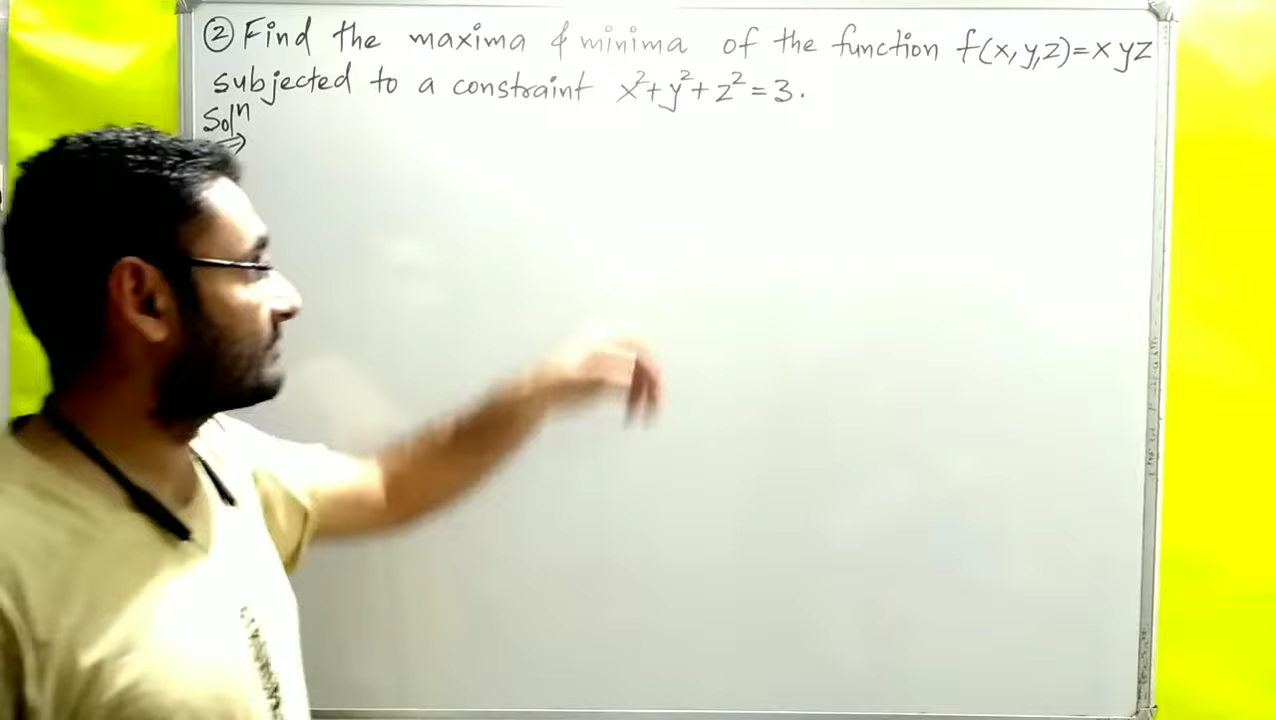 ② Find the maxima & minima of the function f(x,y,z)=xyz
subjected to a constraint x²+y²+z²=3.
Solⁿ